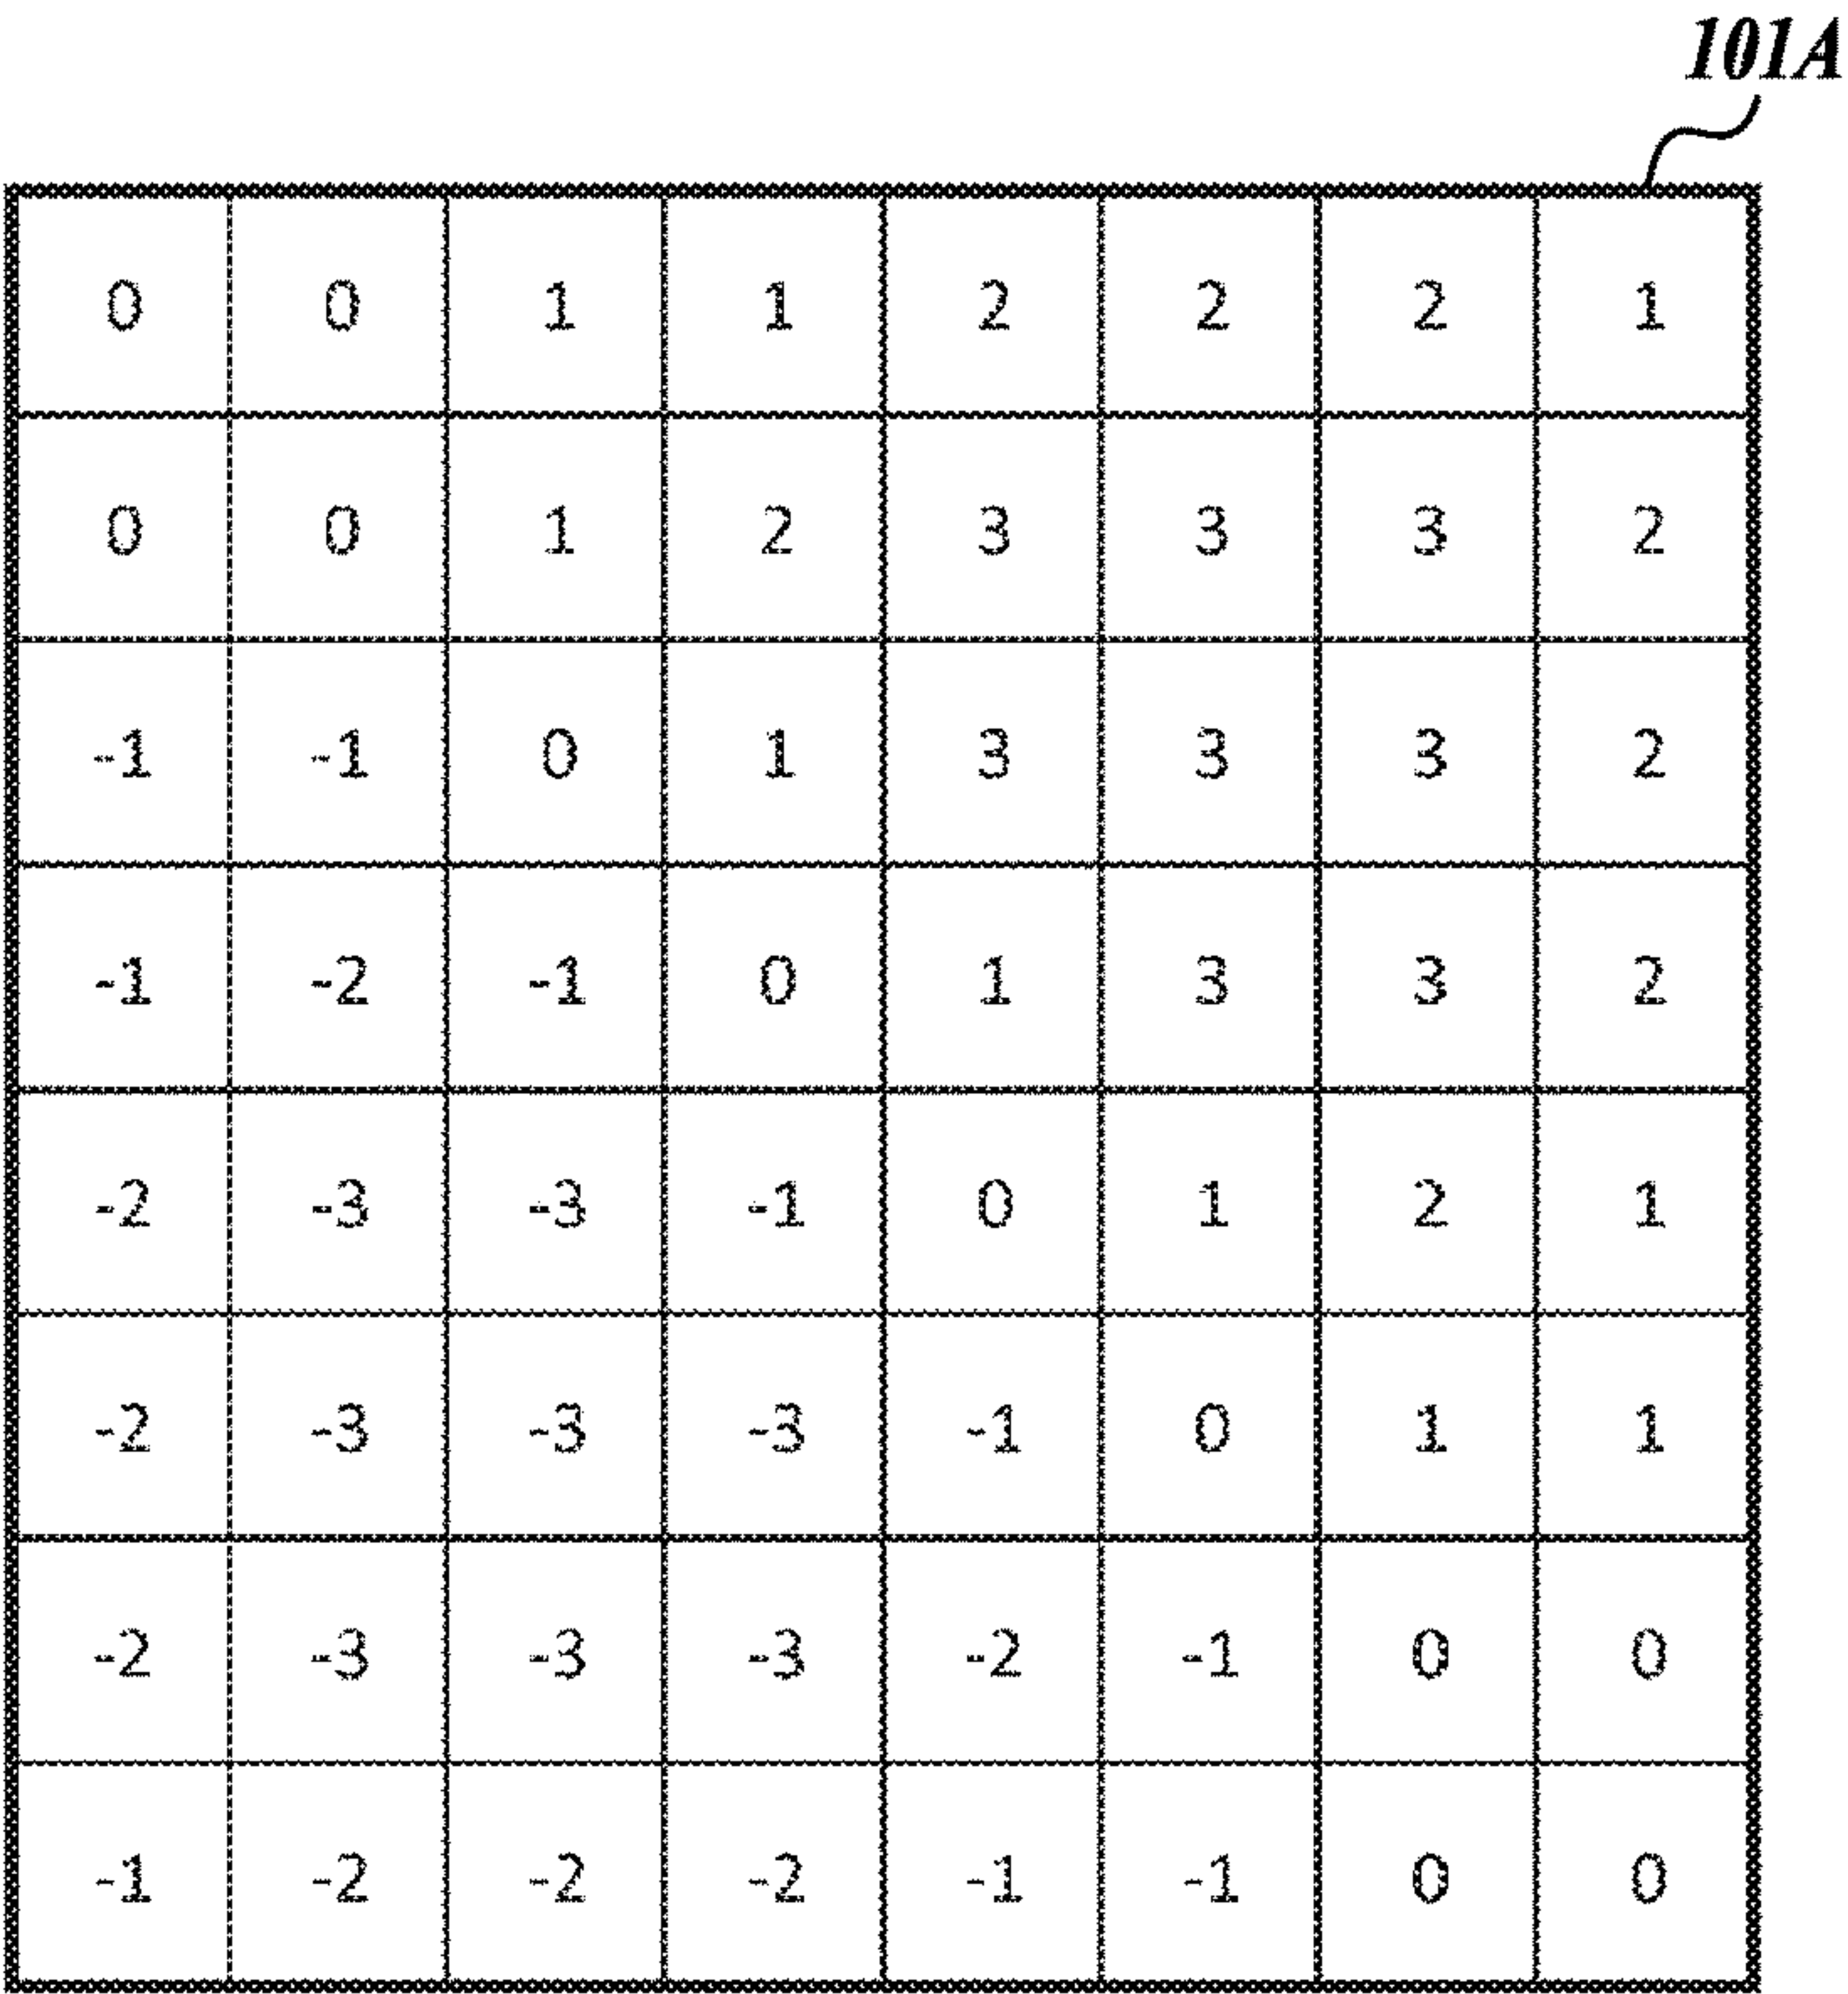 101A
0 0 1 1 2 2 2 1
0 0 1 2 3 3 3 2
-1 -1 0 1 3 3 3 2
-1 -2 -1 0 1 3 3 2
-2 -3 -3 -1 0 1 2 1
-2 -3 -3 -3 -1 0 1 1
-2 -3 -3 -3 -2 -1 0 0
-1 -2 -2 -2 -1 -1 0 0